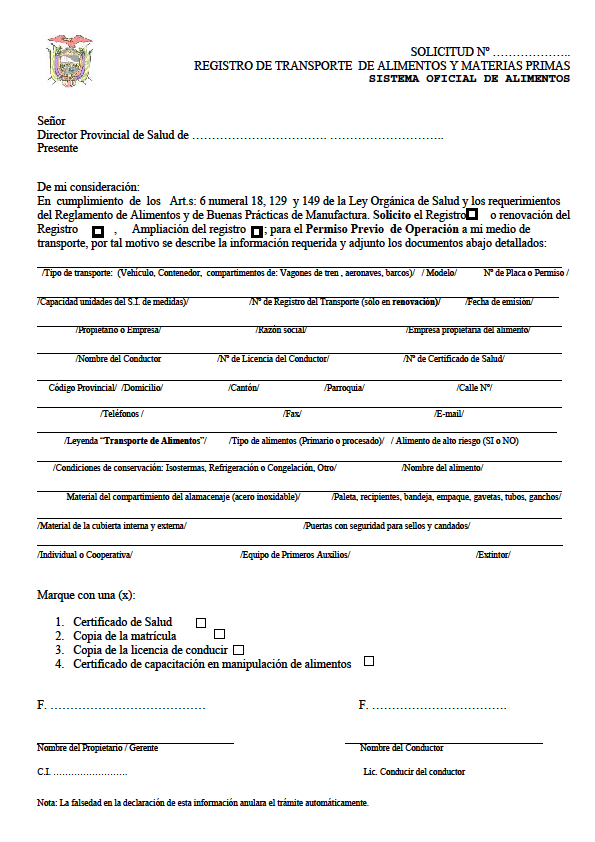 SOLICITUD Nº ………………..
REGISTRO DE TRANSPORTE DE ALIMENTOS Y MATERIAS PRIMAS
SISTEMA OFICIAL DE ALIMENTOS
Señor
Director Provincial de Salud de ……………………………. ………………………..
Presente
De mi consideración:
En cumplimiento de los Art.s: 6 numeral 18, 129 y 149 de la Ley Orgánica de Salud y los requerimientos
del Reglamento de Alimentos y de Buenas Prácticas de Manufactura. Solicito el Registro o renovación del
Registro , Ampliación del registro ; para el Permiso Previo de Operación a mi medio de
transporte, por tal motivo se describe la información requerida y adjunto los documentos abajo detallados:
/Tipo de transporte: (Vehículo, Contenedor, compartimentos de: Vagones de tren , aeronaves, barcos)/ / Modelo/ Nº de Placa o Permiso /
/Capacidad unidades del S.I. de medidas)/ /Nº de Registro del Transporte (sólo en renovación)/ /Fecha de emisión/
/Propietario o Empresa/ /Razón social/ /Empresa propietaria del alimento/
/Nombre del Conductor /Nº de Licencia del Conductor/ /Nº de Certificado de Salud/
Código Provincial/ /Domicilio/ /Cantón/ /Parroquia/ /Calle Nº/
/Teléfonos / /Fax/ /E-mail/
/Leyenda “Transporte de Alimentos”/ /Tipo de alimentos (Primario o procesado)/ / Alimento de alto riesgo (SI o NO)
/Condiciones de conservación: Isostermas, Refrigeración o Congelación, Otro/ /Nombre del alimento/
Material del compartimento del alamacenaje (acero inoxidable)/ /Paleta, recipientes, bandeja, empaque, gavetas, tubos, ganchos/
/Material de la cubierta interna y externa/ /Puertas con seguridad para sellos y candados/
/Individual o Cooperativa/ /Equipo de Primeros Auxilios/ /Extintor/
Marque con una (x):
1. Certificado de Salud
2. Copia de la matrícula
3. Copia de la licencia de conducir
4. Certificado de capacitación en manipulación de alimentos
F. ………………………………… F. …………………………….
Nombre del Propietario / Gerente Nombre del Conductor
C.I. …………………….. Lic. Conducir del conductor
Nota: La falsedad en la declaración de esta información anulara el trámite automáticamente.